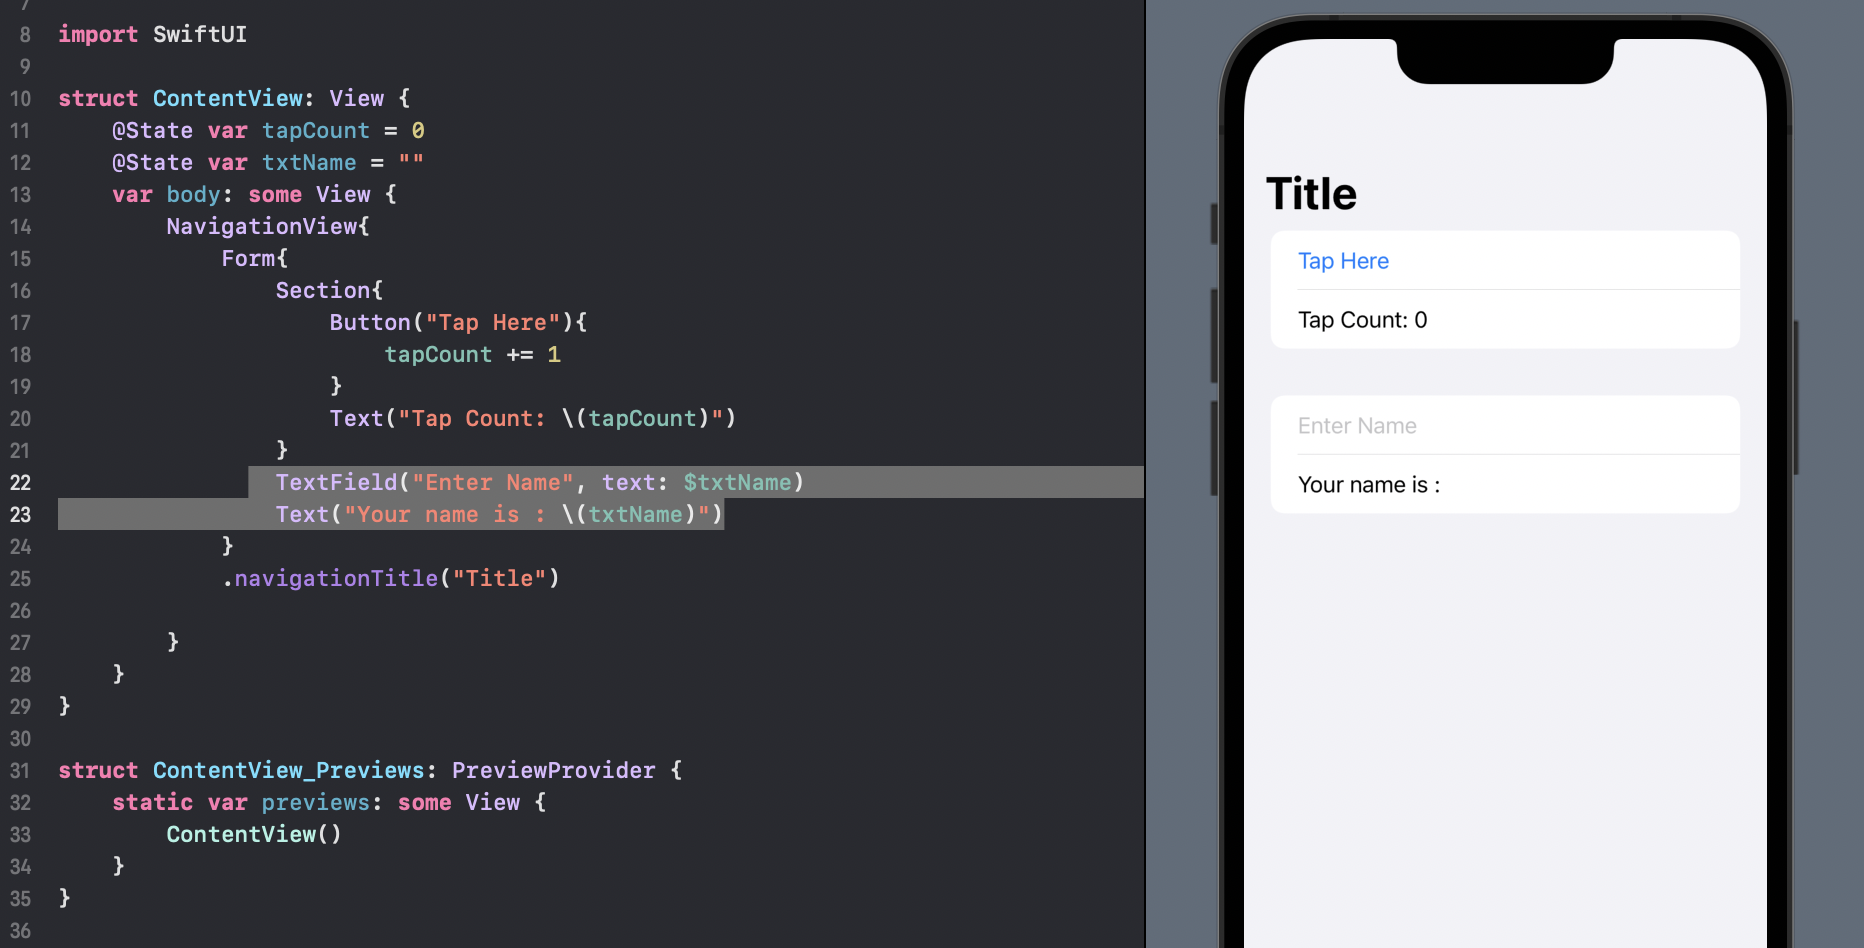 7
8 import SwiftUI
9
10 struct ContentView: View {
11 @State var tapCount = 0
12 @State var txtName = ""
13 var body: some View {
14 NavigationView{
15 Form{
16 Section{
17 Button("Tap Here"){
18 tapCount += 1
19 }
20 Text("Tap Count: \(tapCount)")
21 }
22 TextField("Enter Name", text: $txtName)
23 Text("Your name is : \(txtName)")
24 }
25 .navigationTitle("Title")
26
27 }
28 }
29 }
30
31 struct ContentView_Previews: PreviewProvider {
32 static var previews: some View {
33 ContentView()
34 }
35 }
36
Title
Tap Here
Tap Count: 0
Enter Name
Your name is :